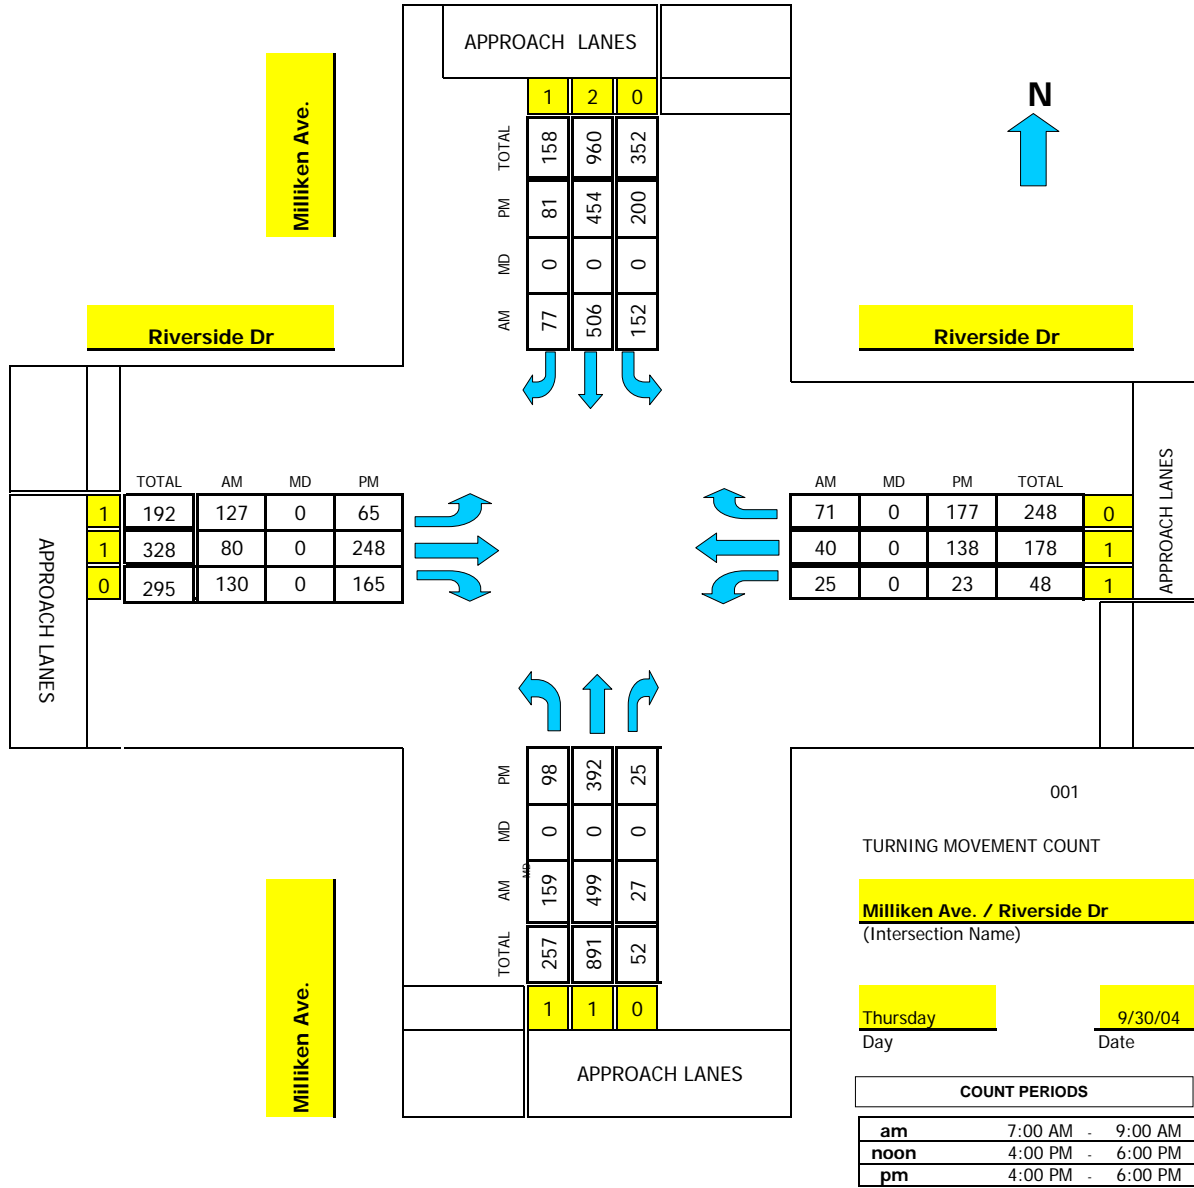 APPROACH LANES
1 2 0
N
TOTAL 158 960 352
PM 81 454 200
MD 0 0 0
AM 77 506 152
Milliken Ave.
Riverside Dr
Riverside Dr
TOTAL AM MD PM
1 192 127 0 65
1 328 80 0 248
0 295 130 0 165
APPROACH LANES
AM MD PM TOTAL
71 0 177 248 0
40 0 138 178 1
25 0 23 48 1
APPROACH LANES
PM 98 392 25
MD 0 0 0
MD
AM 159 499 27
TOTAL 257 891 52
1 1 0
APPROACH LANES
Milliken Ave.
001
TURNING MOVEMENT COUNT
Milliken Ave. / Riverside Dr
(Intersection Name)
Thursday 9/30/04
Day Date
COUNT PERIODS
am 7:00 AM - 9:00 AM
noon 4:00 PM - 6:00 PM
pm 4:00 PM - 6:00 PM